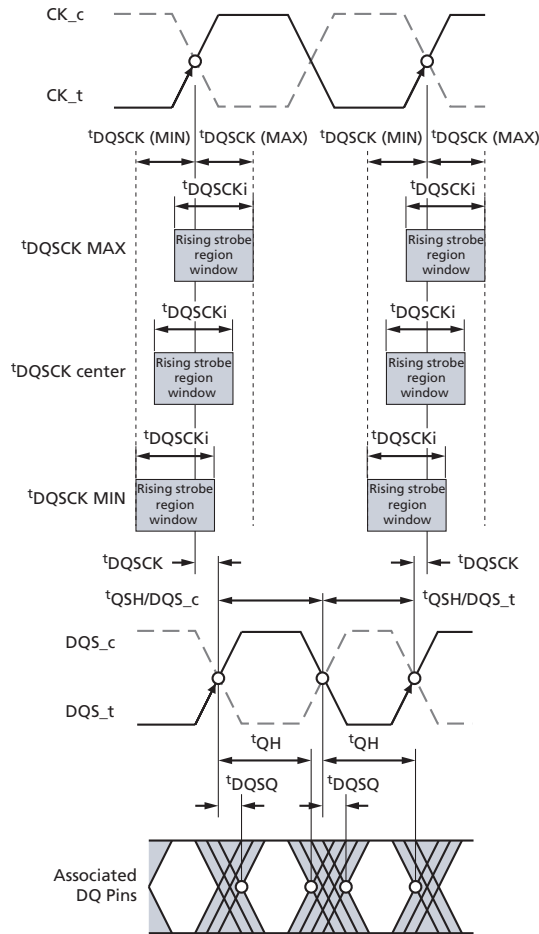 CK_c
CK_t
tDQSCK (MIN) tDQSCK (MAX) tDQSCK (MIN) tDQSCK (MAX)
tDQSCKi tDQSCKi
tDQSCK MAX
Rising strobe
region
window
Rising strobe
region
window
tDQSCKi tDQSCKi
tDQSCK center
Rising strobe
region
window
Rising strobe
region
window
tDQSCKi tDQSCKi
tDQSCK MIN
Rising strobe
region
window
Rising strobe
region
window
tDQSCK tDQSCK
tQSH/DQS_c tQSH/DQS_t
DQS_c
DQS_t
tQH tQH
tDQSQ tDQSQ
Associated
DQ Pins